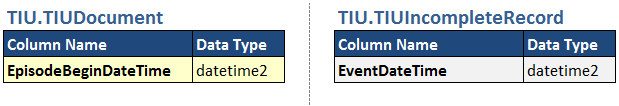 TIU.TIUDocument
Column Name Data Type
EpisodeBeginDateTime datetime2
TIU.TIUIncompleteRecord
Column Name Data Type
EventDateTime datetime2